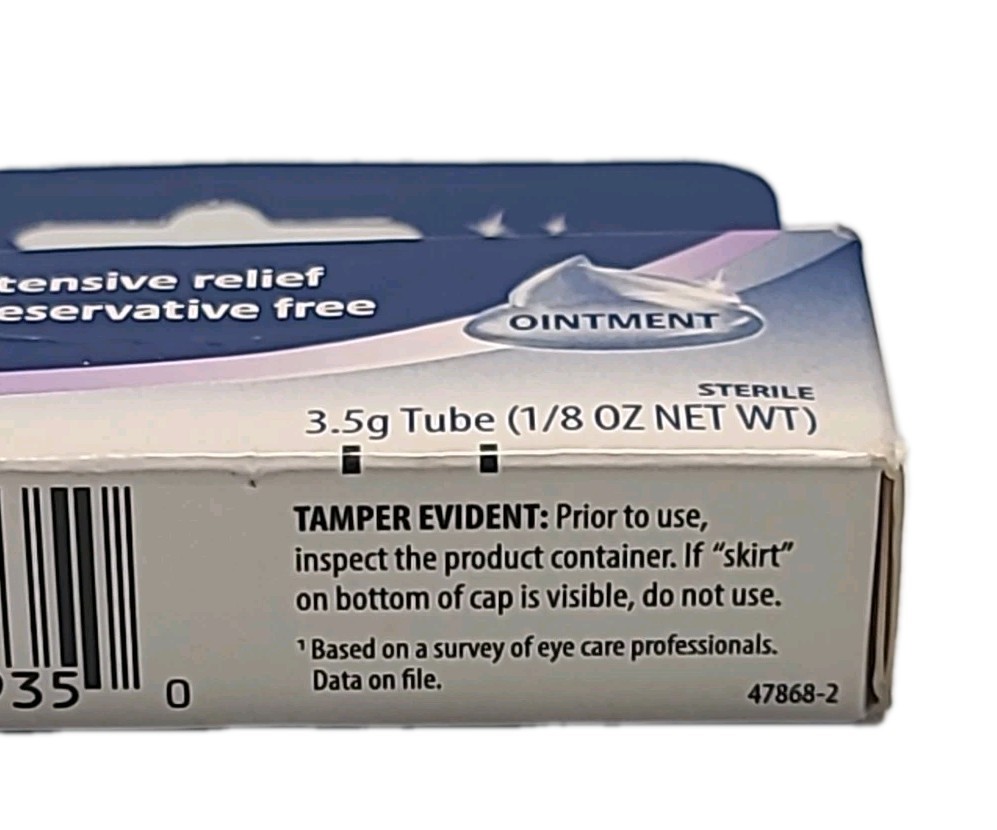 tensive relief
eservative free
OINTMENT
STERILE
3.5g Tube (1/8 OZ NET WT)
TAMPER EVIDENT: Prior to use,
inspect the product container. If “skirt”
on bottom of cap is visible, do not use.
¹ Based on a survey of eye care professionals.
Data on file.
35 0
47868-2